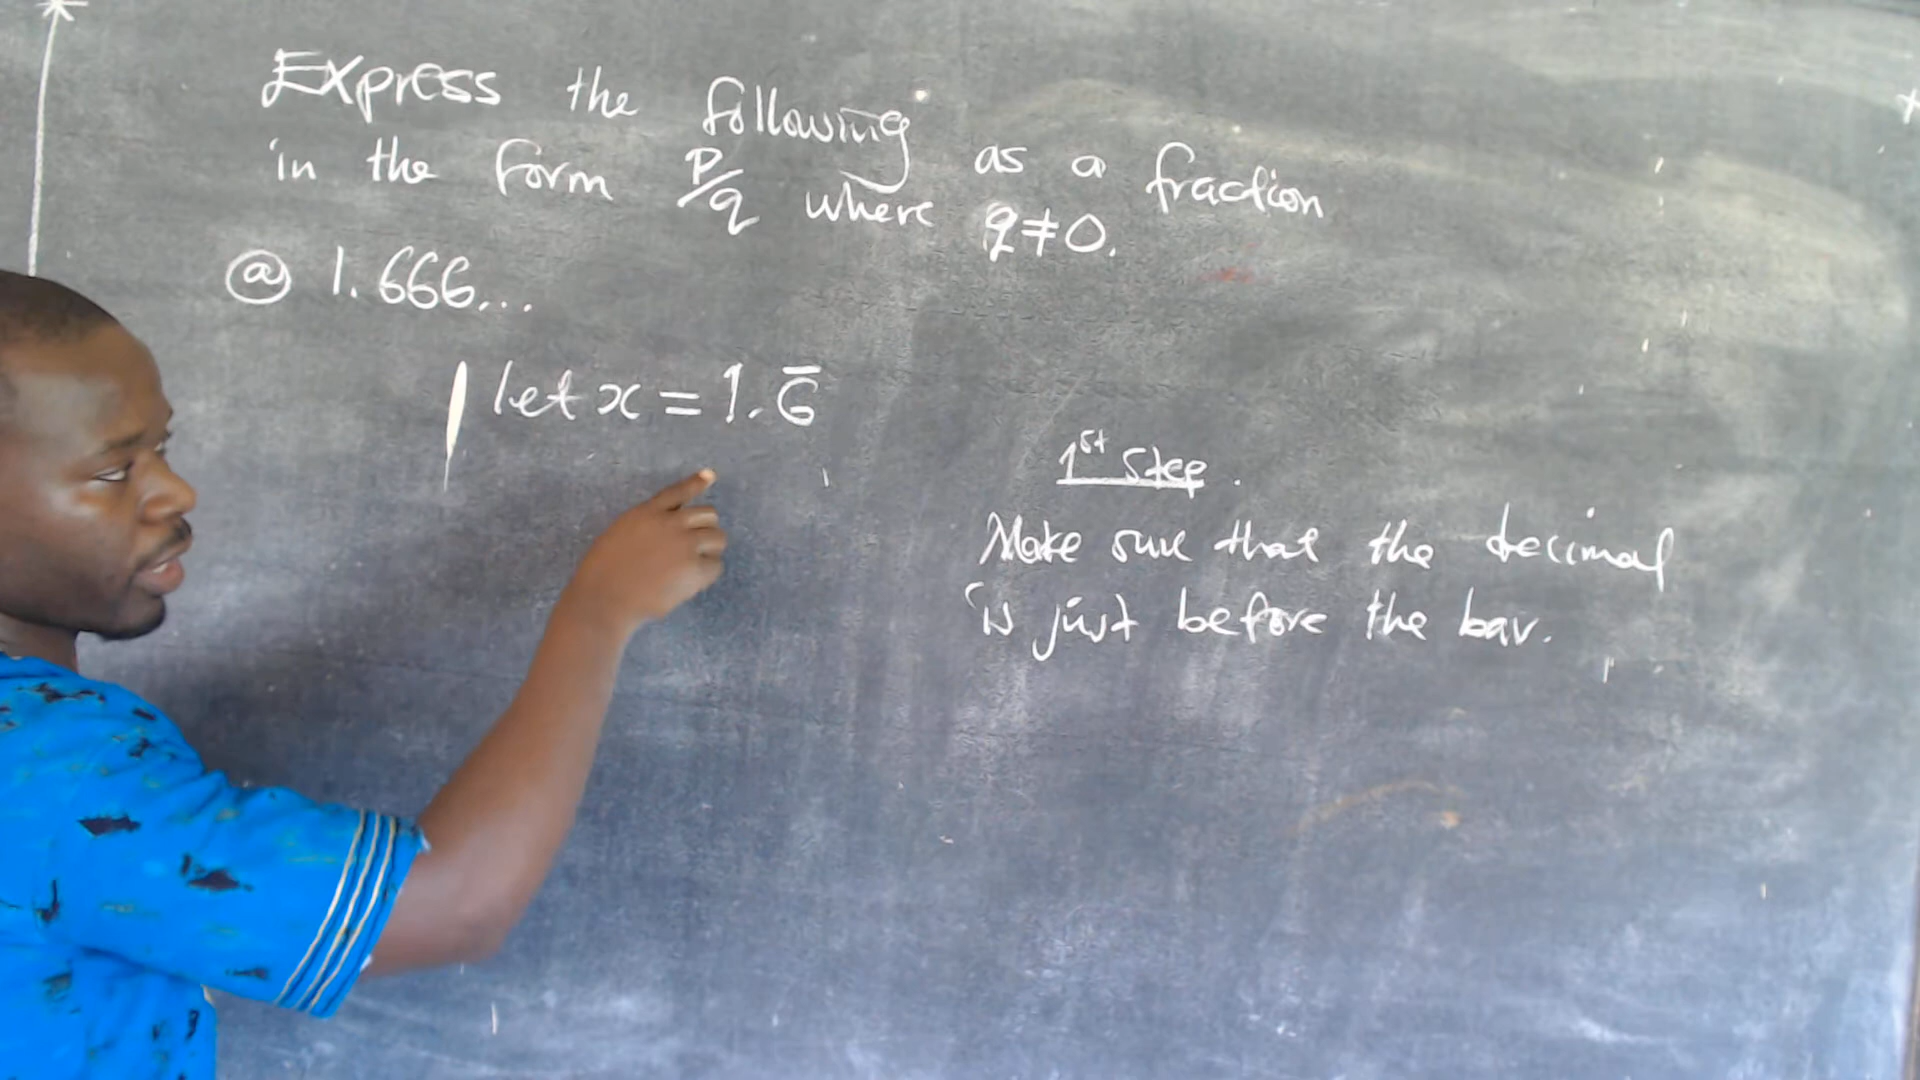 Express the following as a fraction
in the form P/q where q≠0.
ⓐ 1.666...
let x = 1.6̅
1st Step.
Make sure that the decimal
is just before the bar.